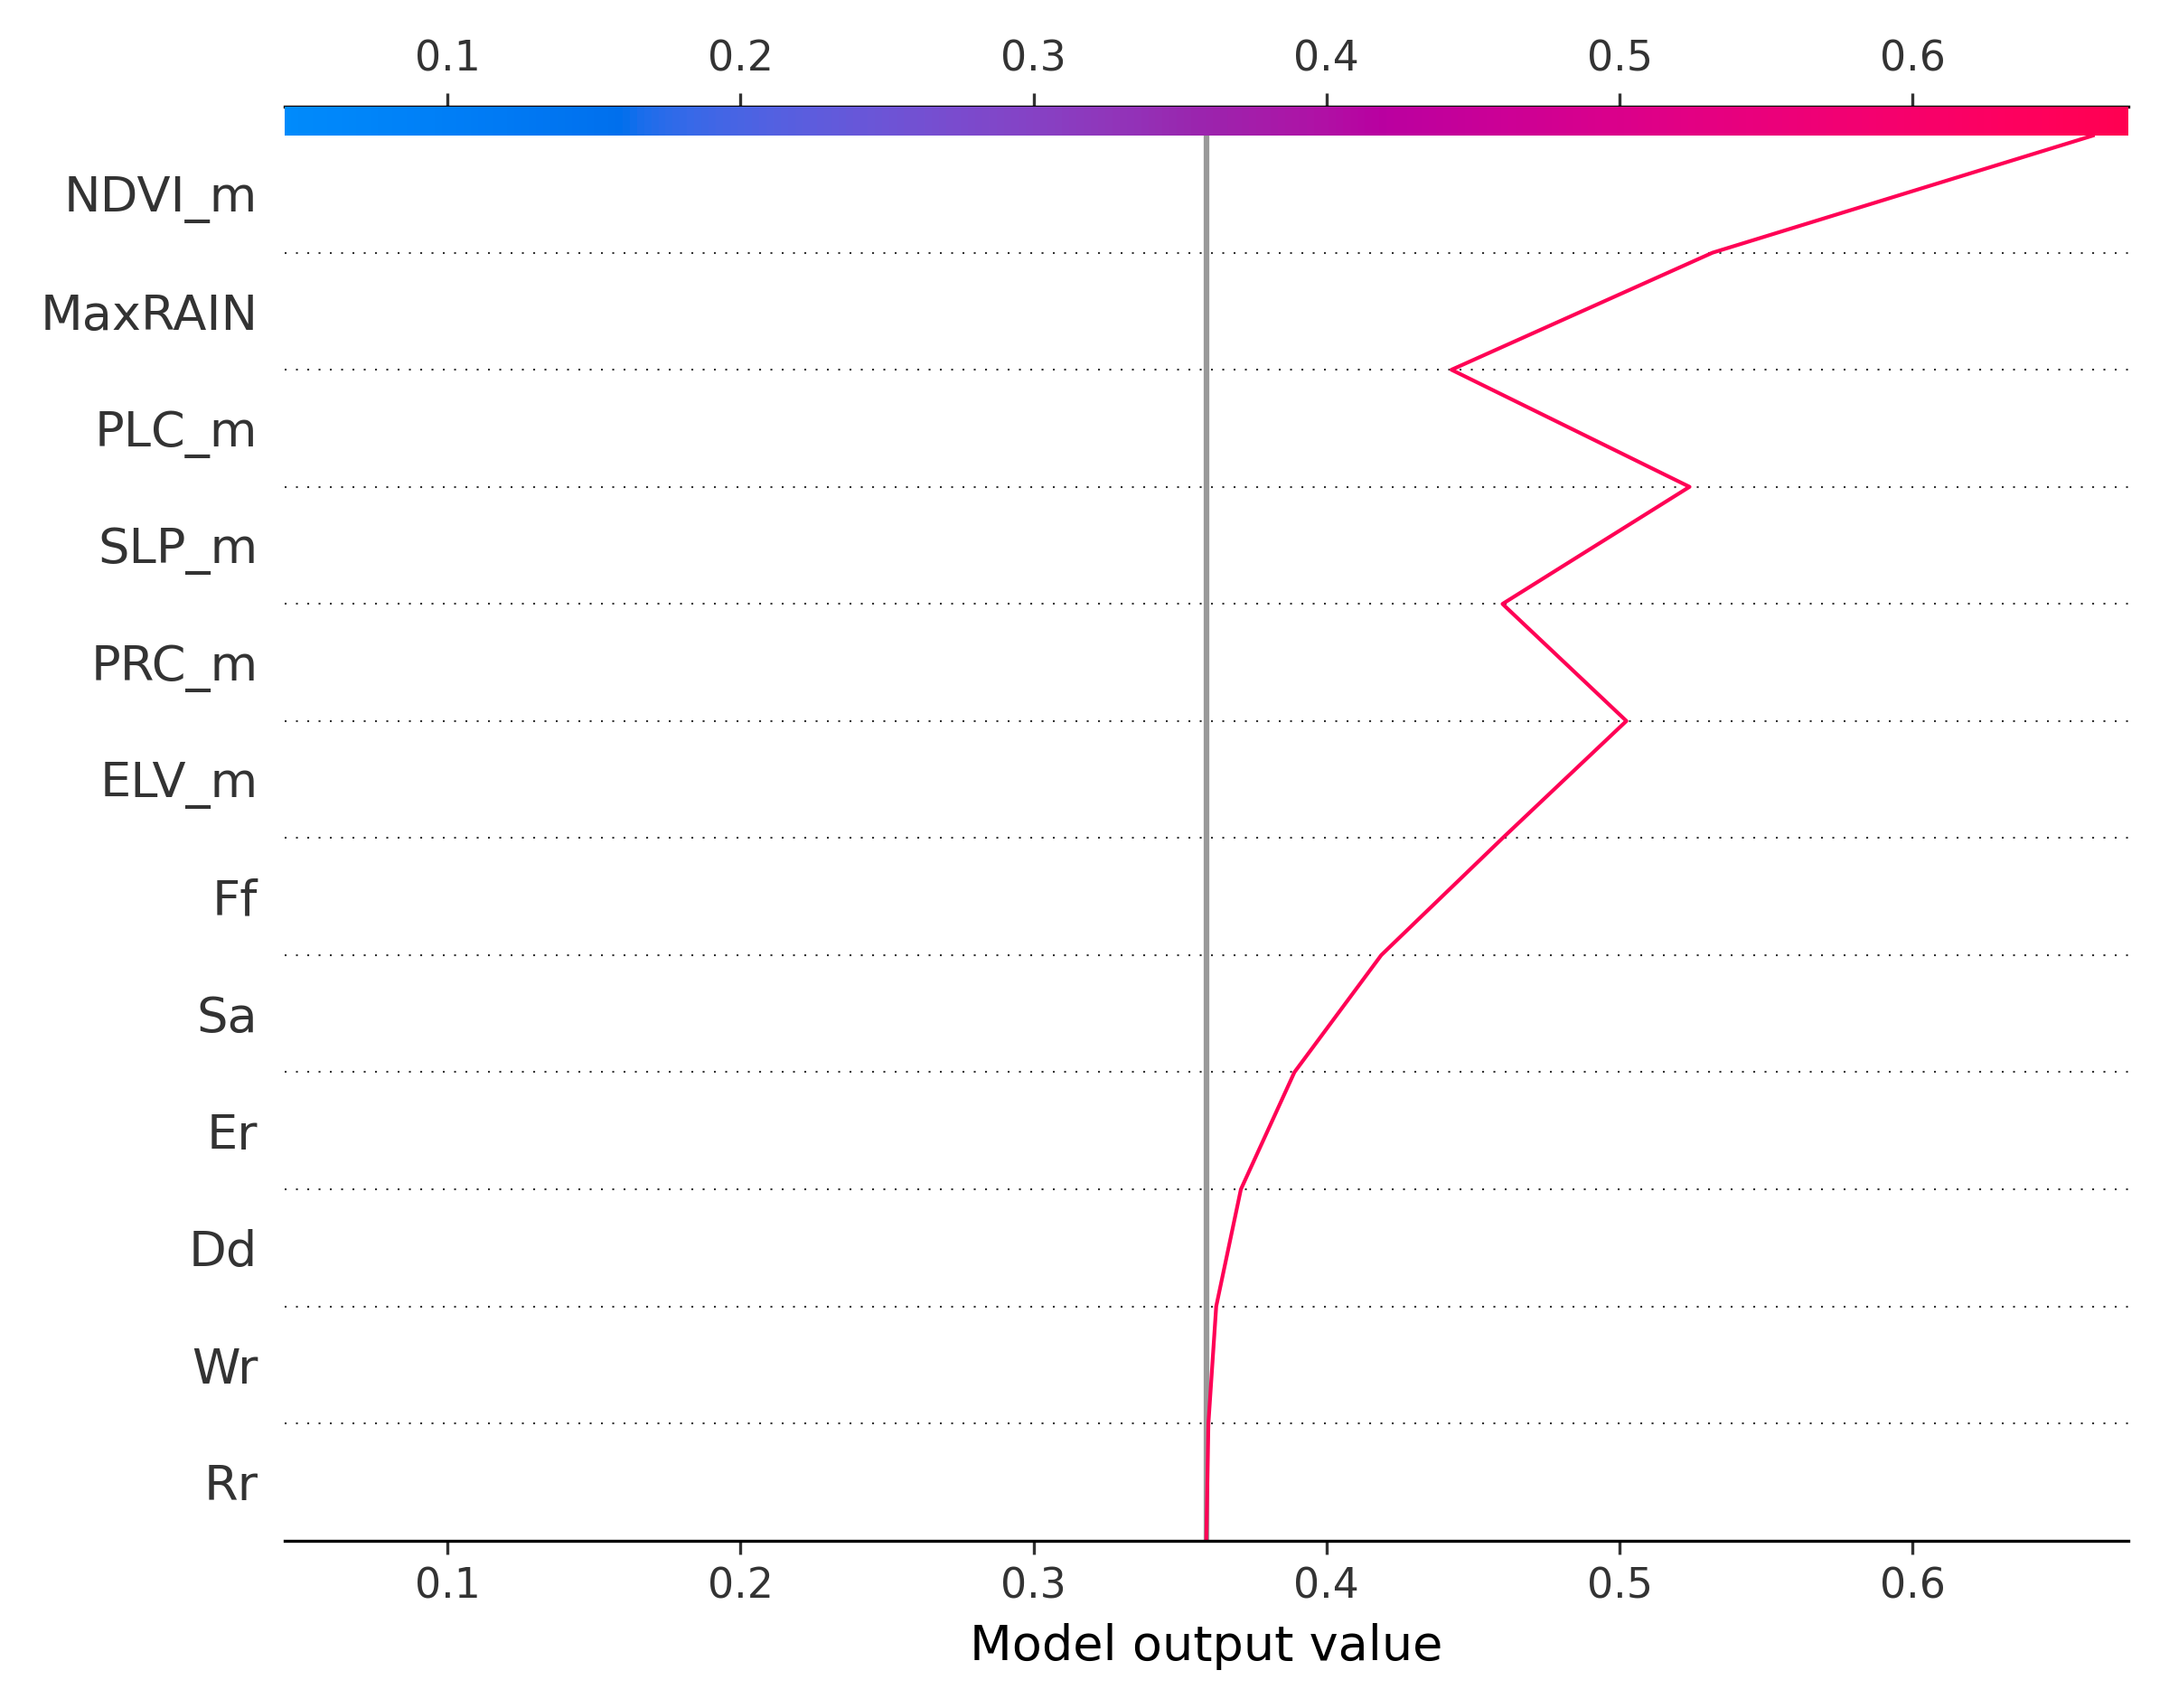 0.1 0.2 0.3 0.4 0.5 0.6
NDVI_m
MaxRAIN
PLC_m
SLP_m
PRC_m
ELV_m
Ff
Sa
Er
Dd
Wr
Rr
0.1 0.2 0.3 0.4 0.5 0.6
Model output value